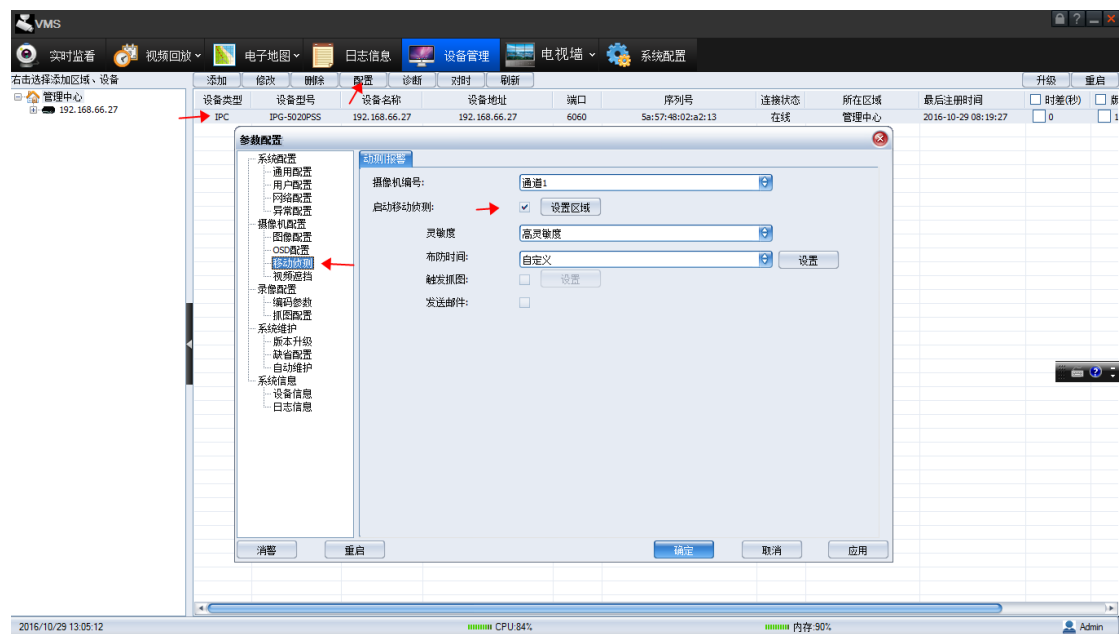 VMS
实时监看 视频回放 电子地图 日志信息 设备管理 电视墙 系统配置
右击选择添加区域、设备 添加 修改 删除 配置 诊断 对时 刷新 升级 重启
管理中心
192.168.66.27
设备类型 设备型号 设备名称 设备地址 端口 序列号 连接状态 所在区域 最后注册时间 时差(秒)
IPC IPG-5020PSS 192.168.66.27 192.168.66.27 6060 5a:57:48:02:a2:13 在线 管理中心 2016-10-29 08:19:27 0 1
参数配置
系统配置
通用配置
用户配置
网络配置
异常配置
摄像机配置
图像配置
OSD配置
移动侦测
视频遮挡
录像配置
编码参数
抓图配置
系统维护
版本升级
缺省配置
自动维护
系统信息
设备信息
日志信息
动测报警
摄像机编号: 通道1
启动移动侦测: 设置区域
灵敏度 高灵敏度
布防时间: 自定义 设置
触发抓图: 设置
发送邮件:
消警 重启 确定 取消 应用
2016/10/29 13:05:12 CPU:84% 内存:90% Admin